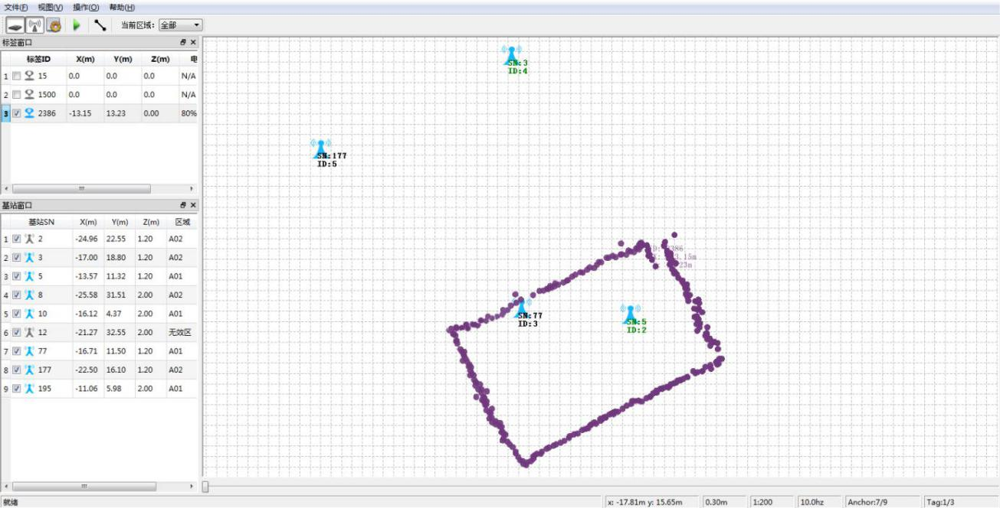 文件(F) 视图(V) 操作(O) 帮助(H)
当前区域: 全部
标签窗口
标签ID X(m) Y(m) Z(m) 电
1 15 0.0 0.0 0.0 N/A
2 1500 0.0 0.0 0.0 N/A
3 2386 -13.15 13.23 0.00 80%
基站窗口
基站SN X(m) Y(m) Z(m) 区域
1 2 -24.96 22.55 1.20 A02
2 3 -17.00 18.80 1.20 A02
3 5 -13.57 11.32 1.20 A01
4 8 -25.58 31.51 2.00 A02
5 10 -16.12 4.37 2.00 A01
6 12 -21.27 32.55 2.00 无效区
7 77 -16.71 11.50 1.20 A01
8 177 -22.50 16.10 1.20 A02
9 195 -11.06 5.98 2.00 A01
SN:3
ID:4
SN:177
ID:5
SN:77
ID:3
SN:5
ID:2
就绪 x: -17.81m y: 15.65m 0.30m 1:200 10.0hz Anchor:7/9 Tag:1/3